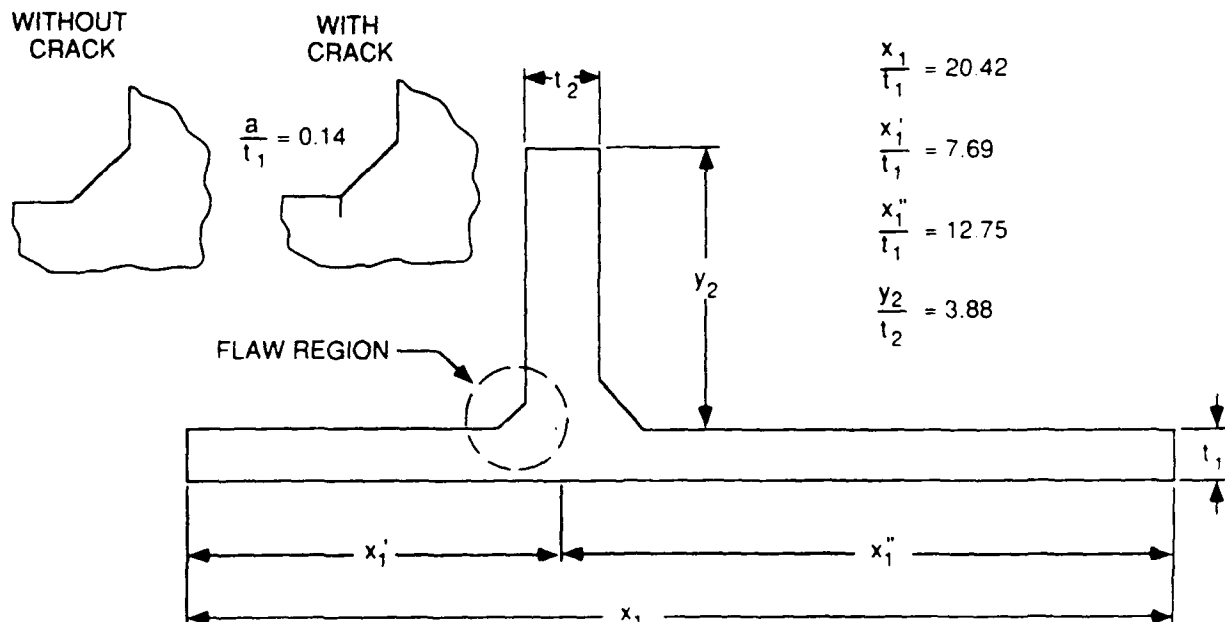 WITHOUT
CRACK
WITH
CRACK
a/t₁ = 0.14
t₂
x₁/t₁ = 20.42
x₁'/t₁ = 7.69
x₁"/t₁ = 12.75
y₂/t₂ = 3.88
y₂
FLAW REGION
t₁
x₁'
x₁"
x₁